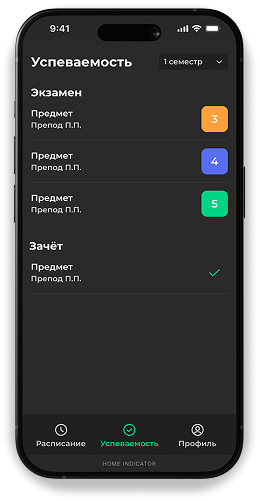 9:41
Успеваемость
1 семестр
Экзамен
Предмет
Препод П.П.
3
Предмет
Препод П.П.
4
Предмет
Препод П.П.
5
Зачёт
Предмет
Препод П.П.
Расписание
Успеваемость
Профиль
HOME INDICATOR